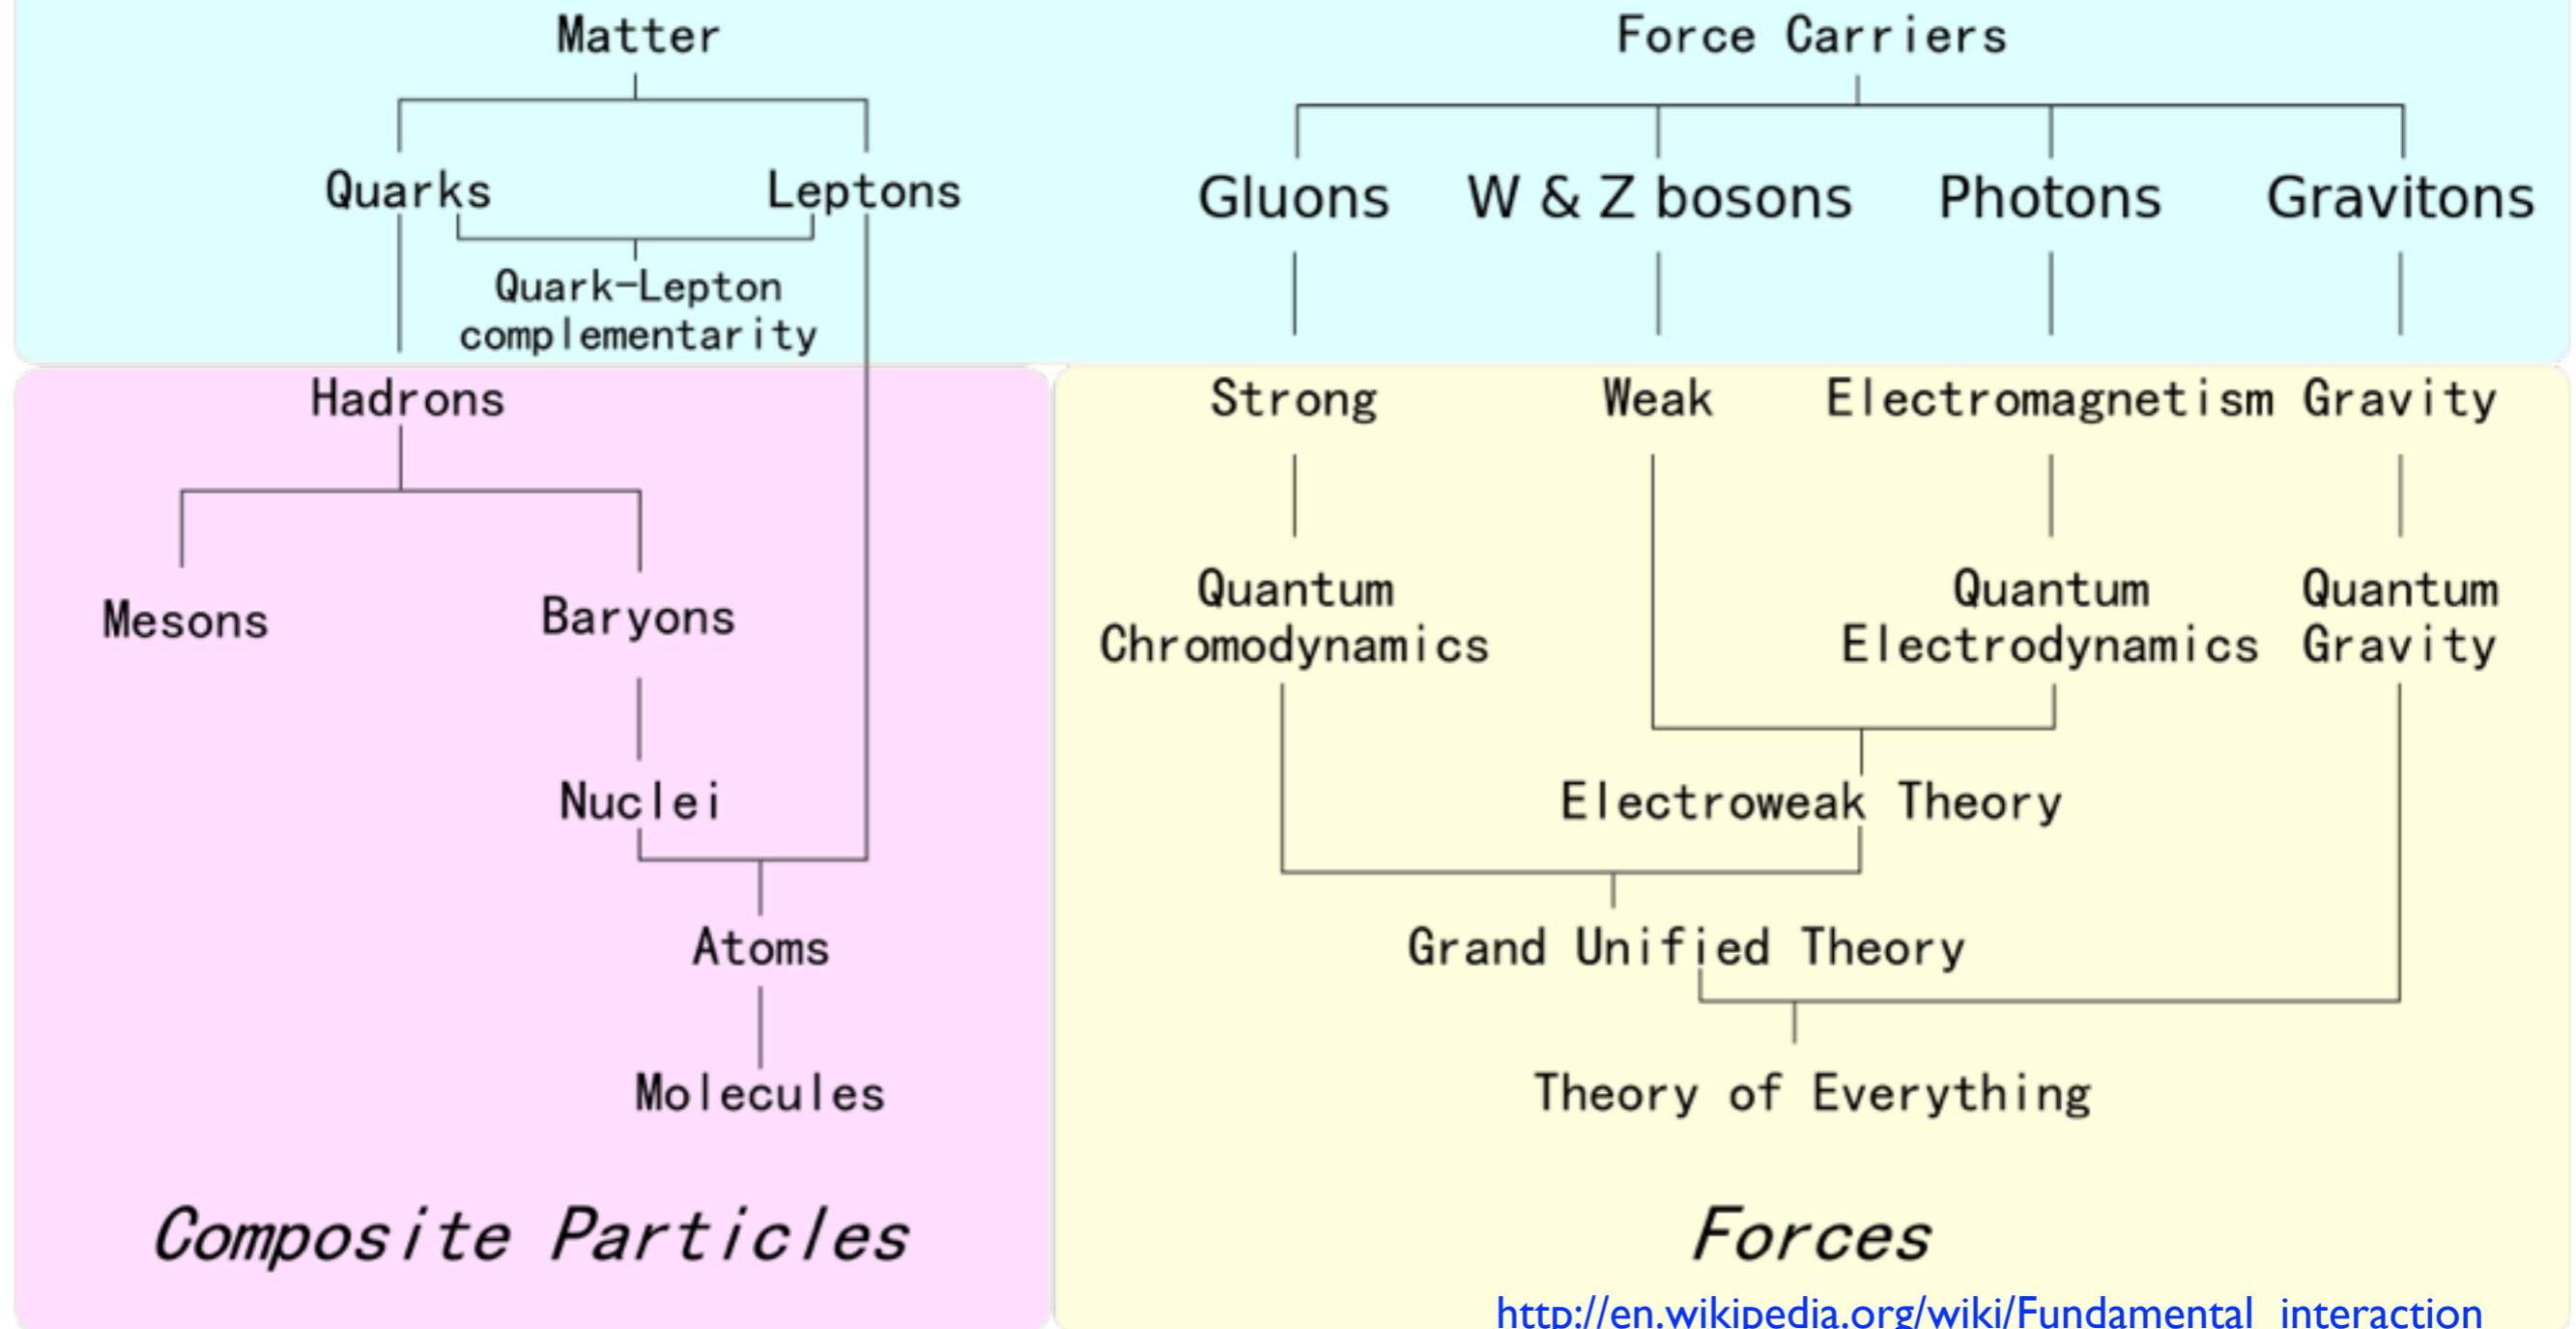 Matter
Force Carriers
Quarks
Leptons
Gluons
W & Z bosons
Photons
Gravitons
Quark-Lepton
complementarity
Hadrons
Strong
Weak
Electromagnetism
Gravity
Mesons
Baryons
Quantum
Chromodynamics
Quantum
Electrodynamics
Quantum
Gravity
Nuclei
Electroweak Theory
Atoms
Grand Unified Theory
Molecules
Theory of Everything
Composite Particles
Forces
http://en.wikipedia.org/wiki/Fundamental_interaction